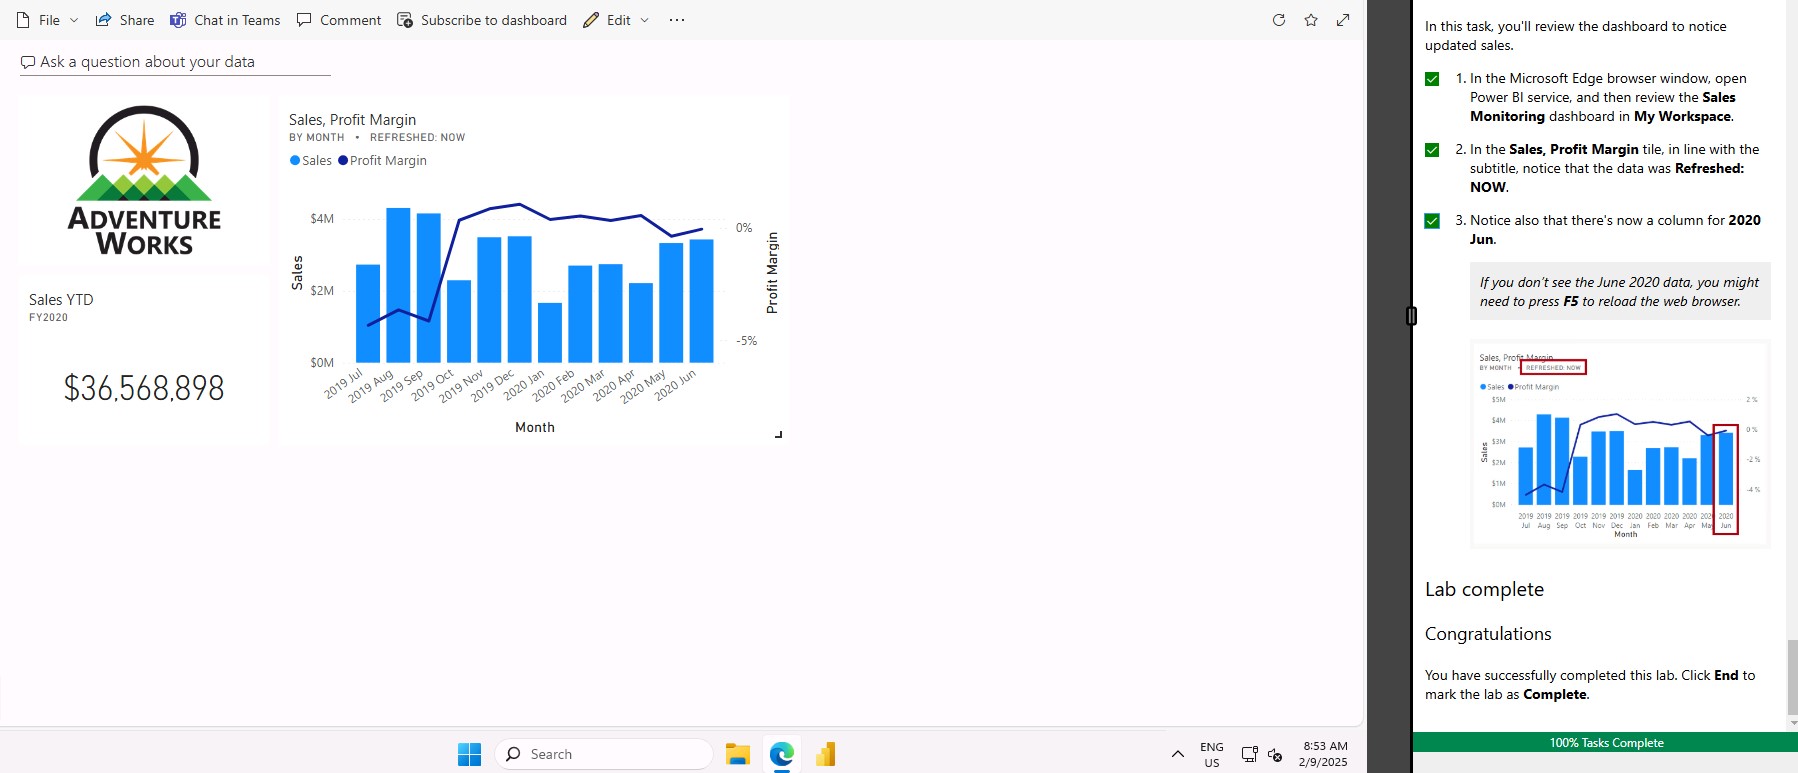 File Share Chat in Teams Comment Subscribe to dashboard Edit ...
Ask a question about your data
ADVENTURE
WORKS
Sales YTD
FY2020
$36,568,898
Sales, Profit Margin
BY MONTH • REFRESHED: NOW
Sales Profit Margin
$4M
$2M
$0M
Sales
0%
-5%
Profit Margin
2019 Jul 2019 Aug 2019 Sep 2019 Oct 2019 Nov 2019 Dec 2020 Jan 2020 Feb 2020 Mar 2020 Apr 2020 May 2020 Jun
Month
Search
ENG
US
8:53 AM
2/9/2025
In this task, you'll review the dashboard to notice
updated sales.
1. In the Microsoft Edge browser window, open
Power BI service, and then review the Sales
Monitoring dashboard in My Workspace.
2. In the Sales, Profit Margin tile, in line with the
subtitle, notice that the data was Refreshed:
NOW.
3. Notice also that there's now a column for 2020
Jun.
If you don't see the June 2020 data, you might
need to press F5 to reload the web browser.
Sales, Profit Margin
BY MONTH • REFRESHED: NOW
Sales Profit Margin
$5M
$4M
$3M
$2M
$1M
$0M
Sales
2 %
0 %
-2 %
-4 %
2019 2019 2019 2019 2019 2019 2020 2020 2020 2020 2020 2020
Jul Aug Sep Oct Nov Dec Jan Feb Mar Apr May Jun
Month
Lab complete
Congratulations
You have successfully completed this lab. Click End to
mark the lab as Complete.
100% Tasks Complete